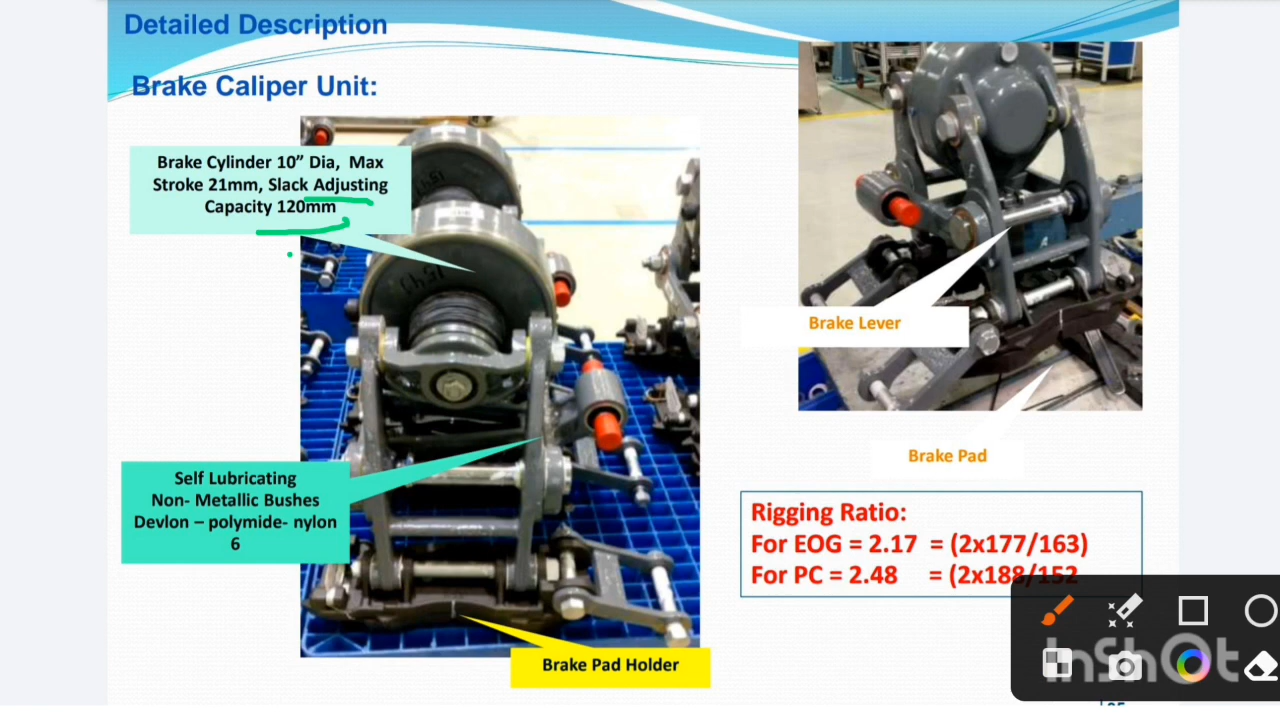 Detailed Description
Brake Caliper Unit:
Brake Cylinder 10” Dia, Max
Stroke 21mm, Slack Adjusting
Capacity 120mm
1543
Brake Lever
Brake Pad
Self Lubricating
Non- Metallic Bushes
Devlon – polymide- nylon
6
Rigging Ratio:
For EOG = 2.17 = (2x177/163)
For PC = 2.48 = (2x188/152
Brake Pad Holder
InShOt